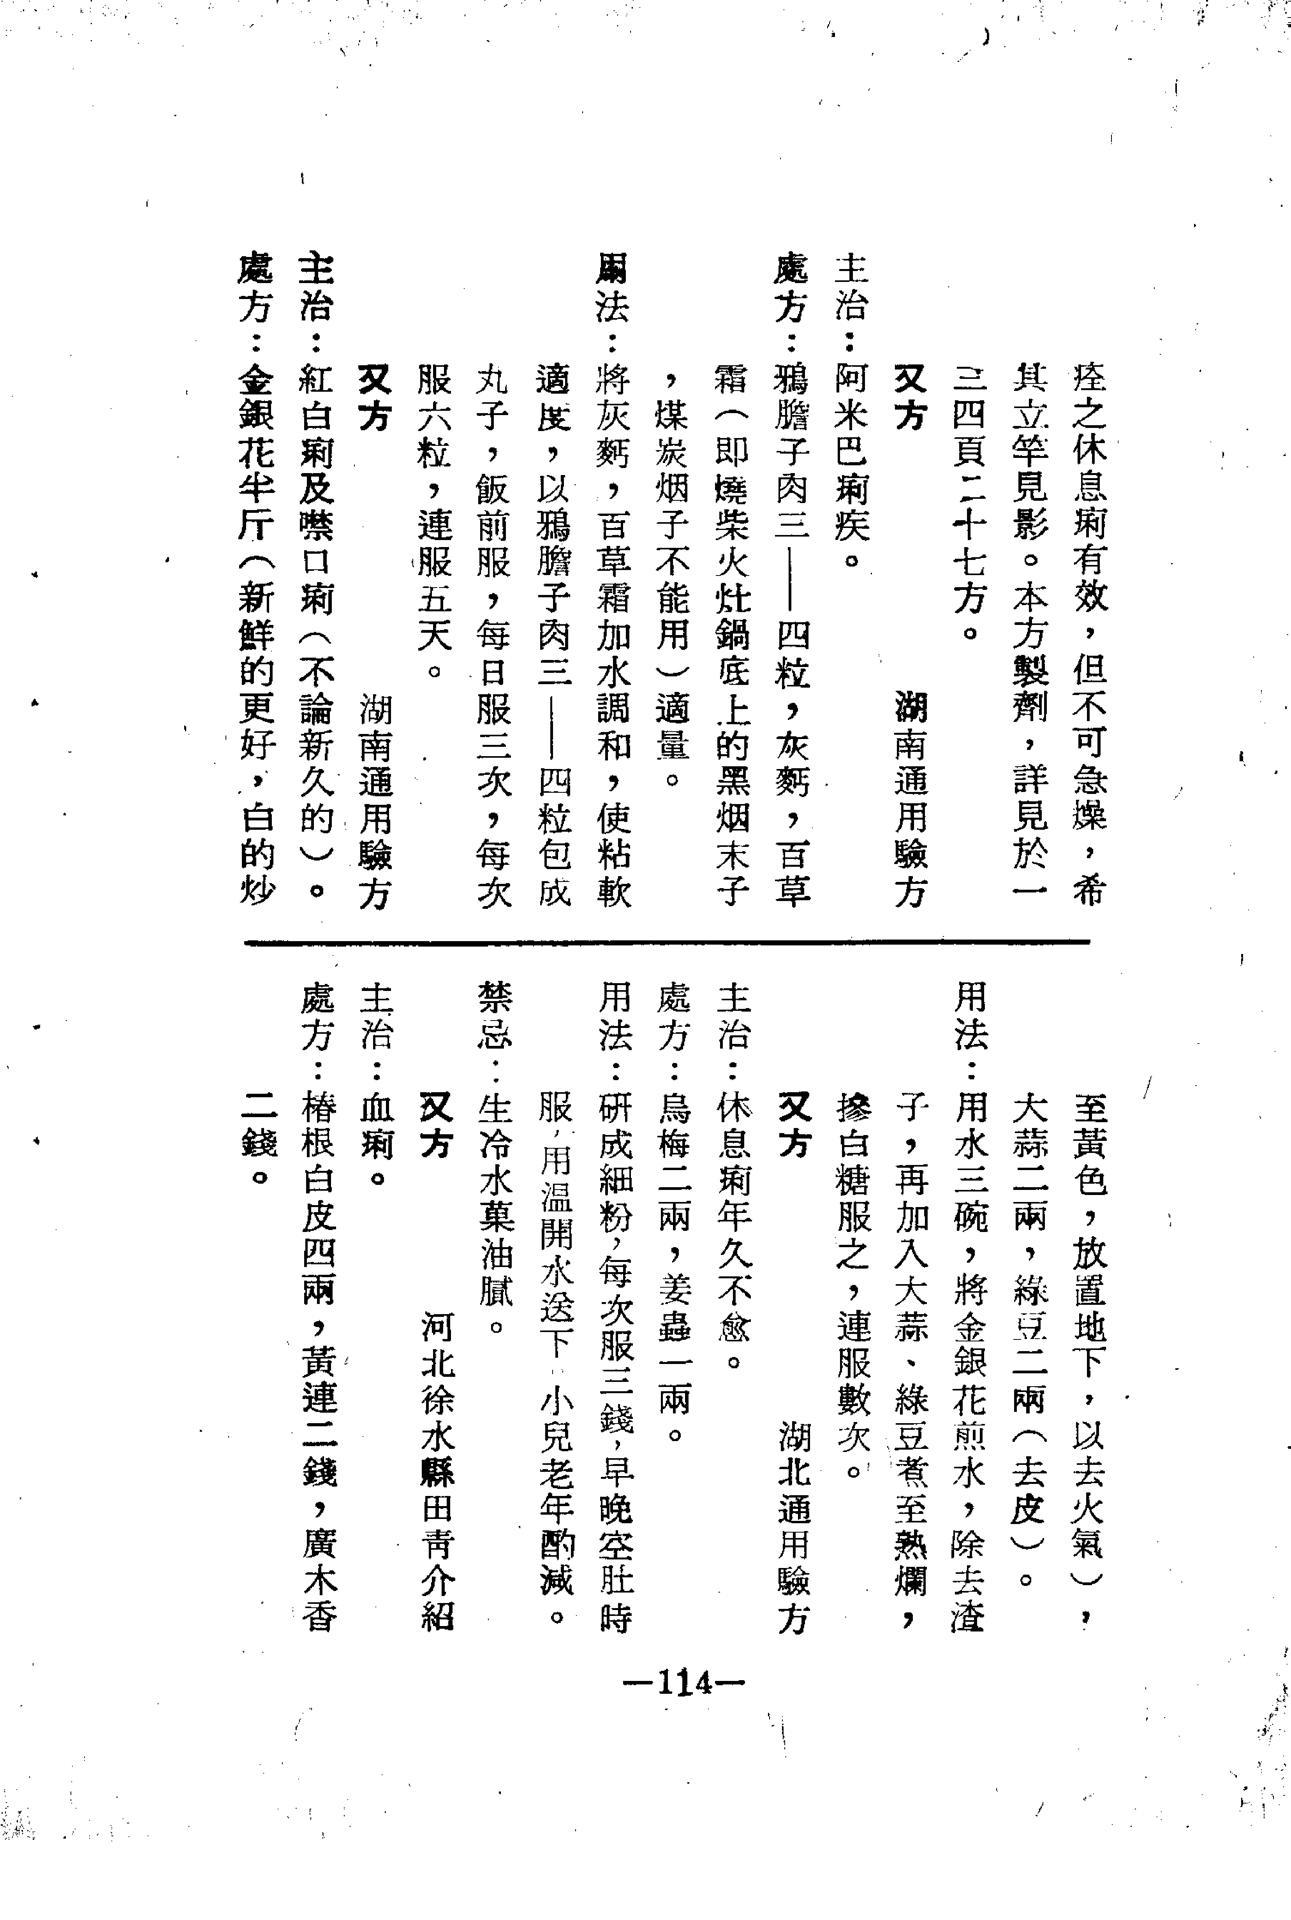 痊之休息痢有效，但不可急燥，希
其立竿見影。本方製劑，詳見於一
三四頁二十七方。
又方　湖南通用驗方
主治：阿米巴痢疾。
處方：鴉膽子肉三——四粒，灰麪，百草
霜（即燒柴火灶鍋底上的黑烟末子
，煤炭烟子不能用）適量。
用法：將灰麪，百草霜加水調和，使粘軟
適度，以鴉膽子肉三——四粒包成
丸子，飯前服，每日服三次，每次
服六粒，連服五天。
又方　湖南通用驗方
主治：紅白痢及噤口痢（不論新久的）。
處方：金銀花半斤（新鮮的更好，白的炒
至黃色，放置地下，以去火氣），
大蒜二兩，綠豆二兩（去皮）。
用法：用水三碗，將金銀花煎水，除去渣
子，再加入大蒜、綠豆煮至熟爛，
摻白糖服之，連服數次。
又方　湖北通用驗方
主治：休息痢年久不愈。
處方：烏梅二兩，姜蟲一兩。
用法：研成細粉，每次服三錢，早晚空肚時
服，用溫開水送下。小兒老年酌減。
禁忌：生冷水菓油膩。
又方　河北徐水縣田靑介紹
主治：血痢。
處方：椿根白皮四兩，黃連二錢，廣木香
二錢。
—114—